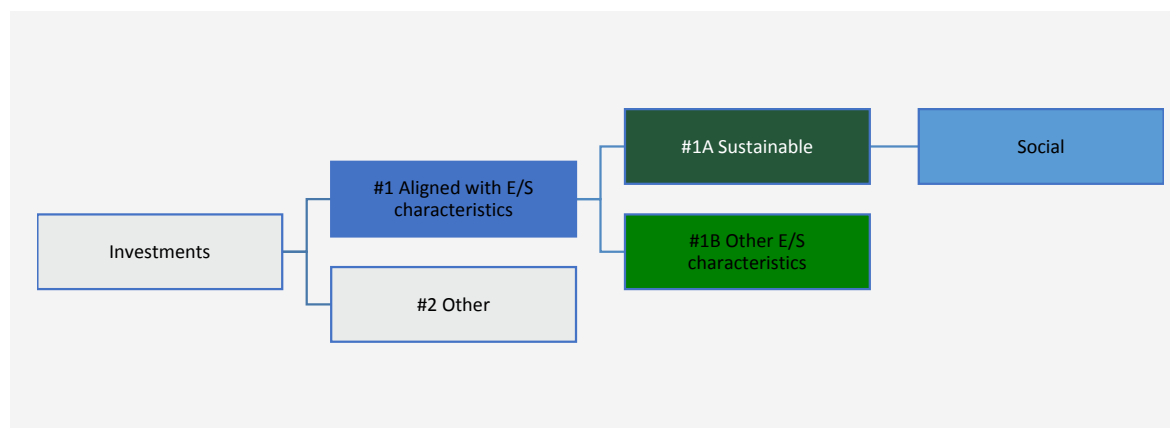 #1A Sustainable
Social
#1 Aligned with E/S
characteristics
Investments
#1B Other E/S
characteristics
#2 Other